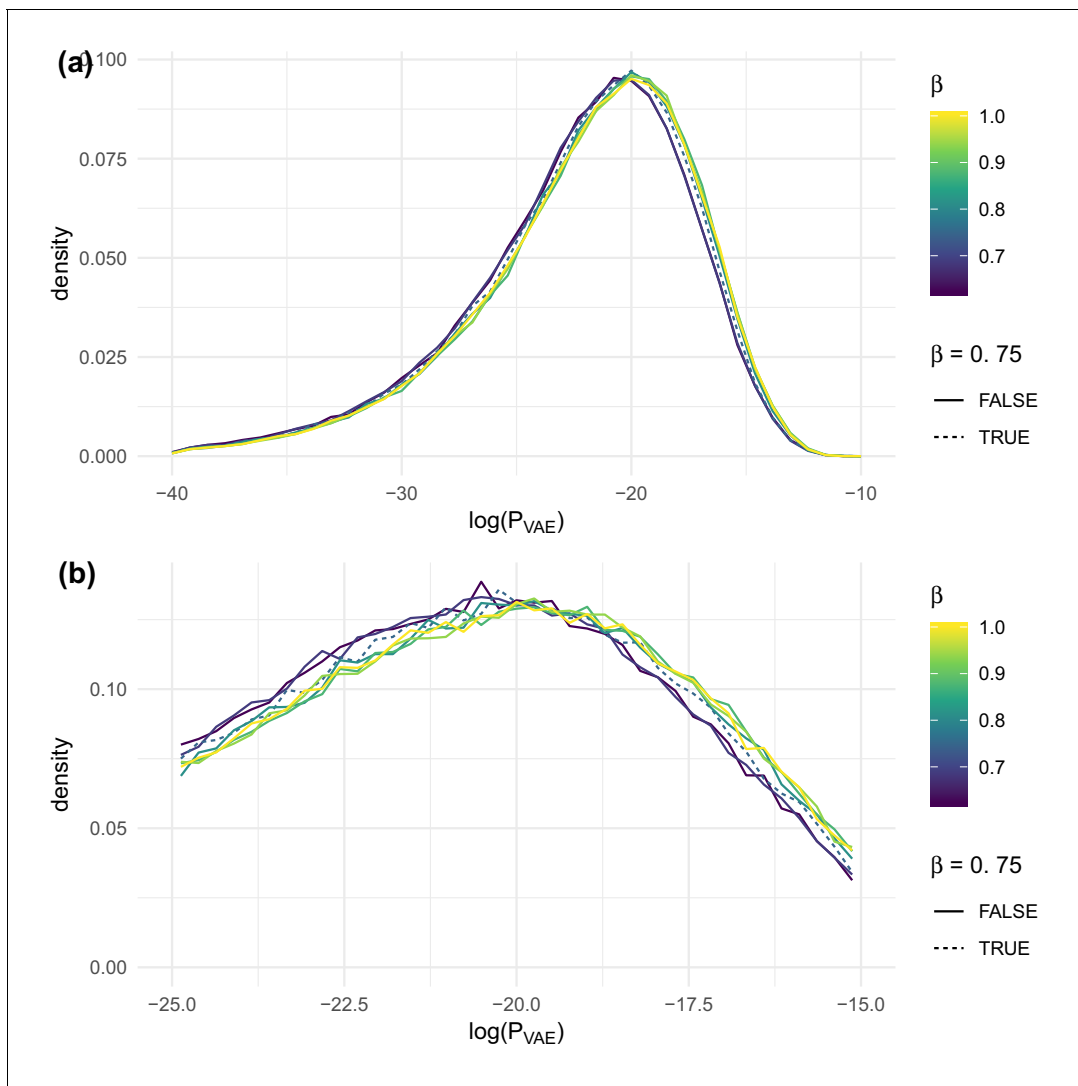 (a)
0.100
0.075
0.050
0.025
0.000
density
−40
−30
−20
−10
log(P_VAE)
β
1.0
0.9
0.8
0.7
β = 0. 75
FALSE
TRUE
(b)
0.10
0.05
0.00
density
−25.0
−22.5
−20.0
−17.5
−15.0
log(P_VAE)
β
1.0
0.9
0.8
0.7
β = 0. 75
FALSE
TRUE